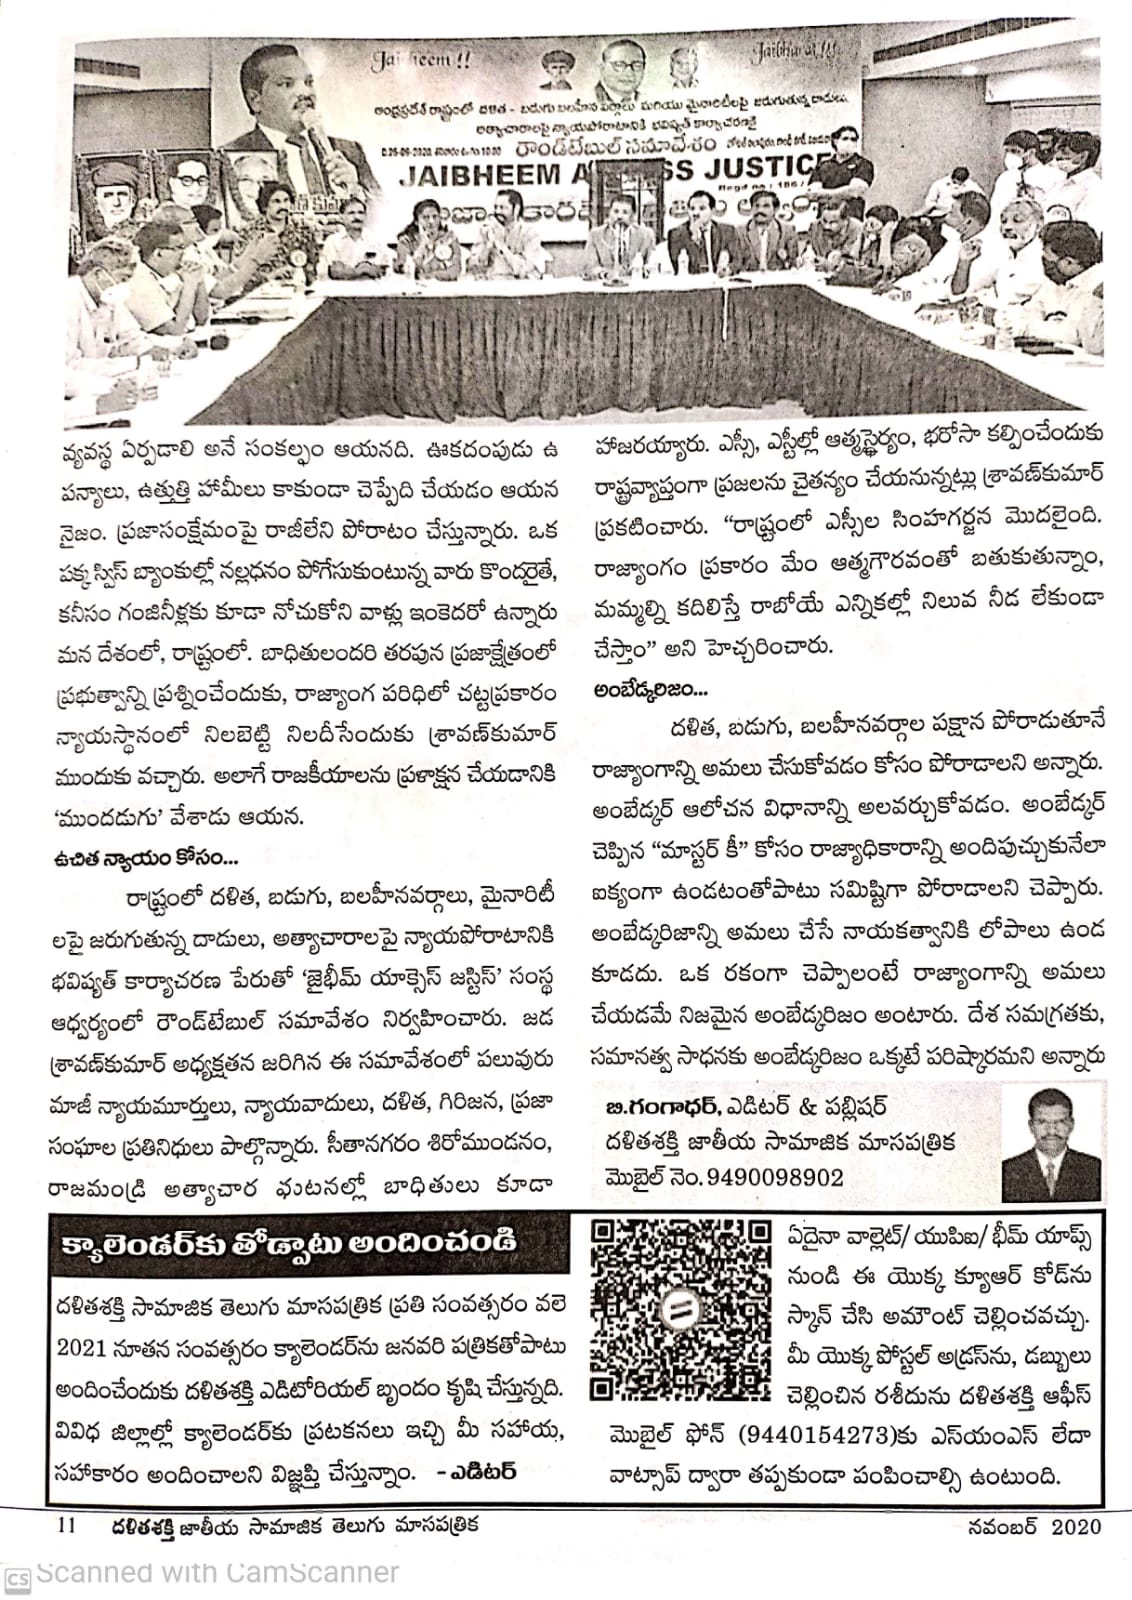 Jai Bheem !!
Jaibharat !!!
ఆంధ్రప్రదేశ్ రాష్ట్రంలో దళిత - బడుగు బలహీన వర్గాలు మరియు మైనారిటీలపై జరుగుతున్న దాడులు,
అత్యాచారాలపై న్యాయపోరాటానికి భవిష్యత్ కార్యాచరణకై
రౌండ్‌టేబుల్ సమావేశం
JAIBHEEM ACCESS JUSTICE
వ్యవస్థ ఏర్పడాలి అనే సంకల్పం ఆయనది. ఊకదంపుడు ఉ
పన్యాలు, ఉత్తుత్తి హామీలు కాకుండా చెప్పేది చేయడం ఆయన
నైజం. ప్రజాసంక్షేమంపై రాజీలేని పోరాటం చేస్తున్నారు. ఒక
పక్క స్విస్ బ్యాంకుల్లో నల్లధనం పోగేసుకుంటున్న వారు కొందరైతే,
కనీసం గంజినీళ్లకు కూడా నోచుకోని వాళ్లు ఇంకెదరో ఉన్నారు
మన దేశంలో, రాష్ట్రంలో. బాధితులందరి తరపున ప్రజాక్షేత్రంలో
ప్రభుత్వాన్ని ప్రశ్నించేందుకు, రాజ్యాంగ పరిధిలో చట్టప్రకారం
న్యాయస్థానంలో నిలబెట్టి నిలదీసేందుకు శ్రావణ్‌కుమార్
ముందుకు వచ్చారు. అలాగే రాజకీయాలను ప్రక్షాళన చేయడానికి
‘ముందడుగు’ వేశాడు ఆయన.
ఉచిత న్యాయం కోసం...
రాష్ట్రంలో దళిత, బడుగు, బలహీనవర్గాలు, మైనారిటీ
లపై జరుగుతున్న దాడులు, అత్యాచారాలపై న్యాయపోరాటానికి
భవిష్యత్ కార్యాచరణ పేరుతో ‘జైభీమ్ యాక్సెస్ జస్టిస్’ సంస్థ
ఆధ్వర్యంలో రౌండ్‌టేబుల్ సమావేశం నిర్వహించారు. జడ
శ్రావణ్‌కుమార్ అధ్యక్షతన జరిగిన ఈ సమావేశంలో పలువురు
మాజీ న్యాయమూర్తులు, న్యాయవాదులు, దళిత, గిరిజన, ప్రజా
సంఘాల ప్రతినిధులు పాల్గొన్నారు. సీతానగరం శిరోముండనం,
రాజమండ్రి అత్యాచార ఘటనల్లో బాధితులు కూడా
హాజరయ్యారు. ఎస్సీ, ఎస్టీల్లో ఆత్మస్థైర్యం, భరోసా కల్పించేందుకు
రాష్ట్రవ్యాప్తంగా ప్రజలను చైతన్యం చేయనున్నట్లు శ్రావణ్‌కుమార్
ప్రకటించారు. “రాష్ట్రంలో ఎస్సీల సింహగర్జన మొదలైంది.
రాజ్యాంగం ప్రకారం మేం ఆత్మగౌరవంతో బతుకుతున్నాం,
మమ్మల్ని కదిలిస్తే రాబోయే ఎన్నికల్లో నిలువ నీడ లేకుండా
చేస్తాం” అని హెచ్చరించారు.
అంబేడ్కరిజం...
దళిత, బడుగు, బలహీనవర్గాల పక్షాన పోరాడుతూనే
రాజ్యాంగాన్ని అమలు చేసుకోవడం కోసం పోరాడాలని అన్నారు.
అంబేడ్కర్ ఆలోచన విధానాన్ని అలవర్చుకోవడం. అంబేడ్కర్
చెప్పిన “మాస్టర్ కీ” కోసం రాజ్యాధికారాన్ని అందిపుచ్చుకునేలా
ఐక్యంగా ఉండటంతోపాటు సమిష్టిగా పోరాడాలని చెప్పారు.
అంబేడ్కరిజాన్ని అమలు చేసే నాయకత్వానికి లోపాలు ఉండ
కూడదు. ఒక రకంగా చెప్పాలంటే రాజ్యాంగాన్ని అమలు
చేయడమే నిజమైన అంబేడ్కరిజం అంటారు. దేశ సమగ్రతకు,
సమానత్వ సాధనకు అంబేడ్కరిజం ఒక్కటే పరిష్కారమని అన్నారు
బి.గంగాధర్, ఎడిటర్ & పబ్లిషర్
దళితశక్తి జాతీయ సామాజిక మాసపత్రిక
మొబైల్ నెం. 9490098902
క్యాలెండర్‌కు తోడ్పాటు అందించండి
దళితశక్తి సామాజిక తెలుగు మాసపత్రిక ప్రతి సంవత్సరం వలె
2021 నూతన సంవత్సరం క్యాలెండర్‌ను జనవరి పత్రికతోపాటు
అందించేందుకు దళితశక్తి ఎడిటోరియల్ బృందం కృషి చేస్తున్నది.
వివిధ జిల్లాల్లో క్యాలెండర్‌కు ప్రటకనలు ఇచ్చి మీ సహాయ,
సహాకారం అందించాలని విజ్ఞప్తి చేస్తున్నాం. - ఎడిటర్
ఏదైనా వాల్లెట్/ యుపిఐ/ భీమ్ యాప్స్
నుండి ఈ యొక్క క్యూఆర్ కోడ్‌ను
స్కాన్ చేసి అమౌంట్ చెల్లించవచ్చు.
మీ యొక్క పోస్టల్ అడ్రస్‌ను, డబ్బులు
చెల్లించిన రశీదును దళితశక్తి ఆఫీస్
మొబైల్ ఫోన్ (9440154273)కు ఎస్‌యంఎస్ లేదా
వాట్సాప్ ద్వారా తప్పకుండా పంపించాల్సి ఉంటుంది.
11 దళితశక్తి జాతీయ సామాజిక తెలుగు మాసపత్రిక
నవంబర్ 2020
CS Scanned with CamScanner